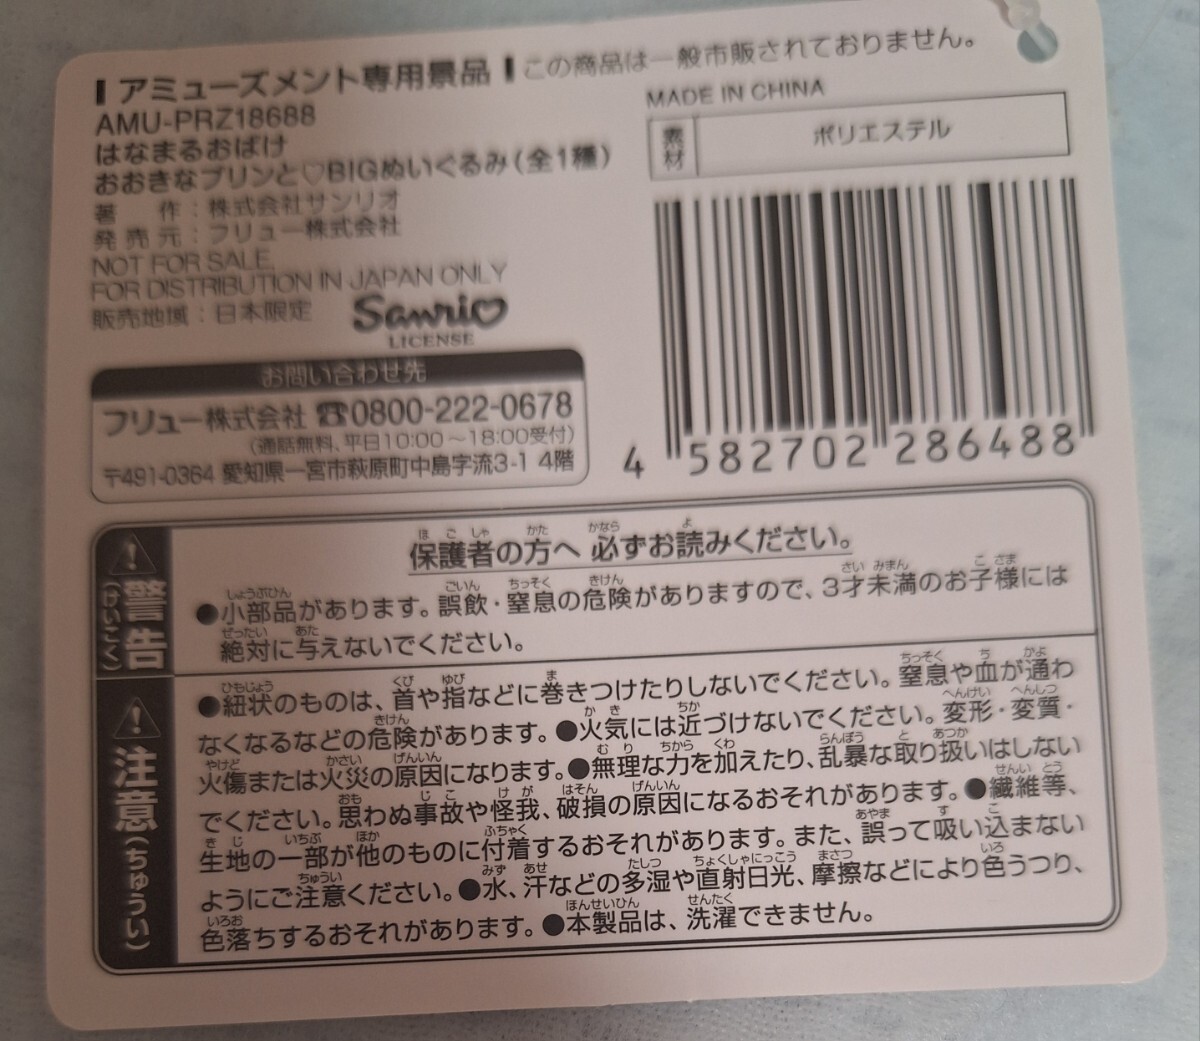 アミューズメント専用景品 この商品は一般市販されておりません。
AMU-PRZ18688
はなまるおばけ
おおきなプリンと♡BIGぬいぐるみ(全1種)
著 作:株式会社サンリオ
発売元:フリュー株式会社
NOT FOR SALE.
FOR DISTRIBUTION IN JAPAN ONLY
販売地域:日本限定
Sanrio
LICENSE
MADE IN CHINA
素材 ポリエステル
4 582702 286488
お問い合わせ先
フリュー株式会社 ☎0800-222-0678
(通話無料、平日10:00～18:00受付)
〒491-0364 愛知県一宮市萩原町中島字流3-1 4階
警告(けいこく)
保護者の方へ 必ずお読みください。
●小部品があります。誤飲・窒息の危険がありますので、3才未満のお子様には
絶対に与えないでください。
注意(ちゅうい)
●紐状のものは、首や指などに巻きつけたりしないでください。窒息や血が通わ
なくなるなどの危険があります。●火気には近づけないでください。変形・変質・
火傷または火災の原因になります。●無理な力を加えたり、乱暴な取り扱いはしない
でください。思わぬ事故や怪我、破損の原因になるおそれがあります。●繊維等、
生地の一部が他のものに付着するおそれがあります。また、誤って吸い込まない
ようにご注意ください。●水、汗などの多湿や直射日光、摩擦などにより色うつり、
色落ちするおそれがあります。●本製品は、洗濯できません。